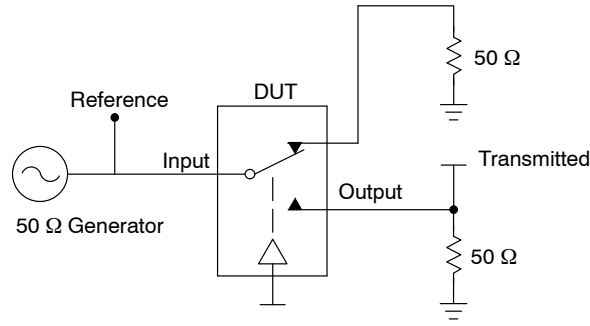 50 Ω
DUT
Reference
Input
Transmitted
Output
50 Ω Generator
50 Ω